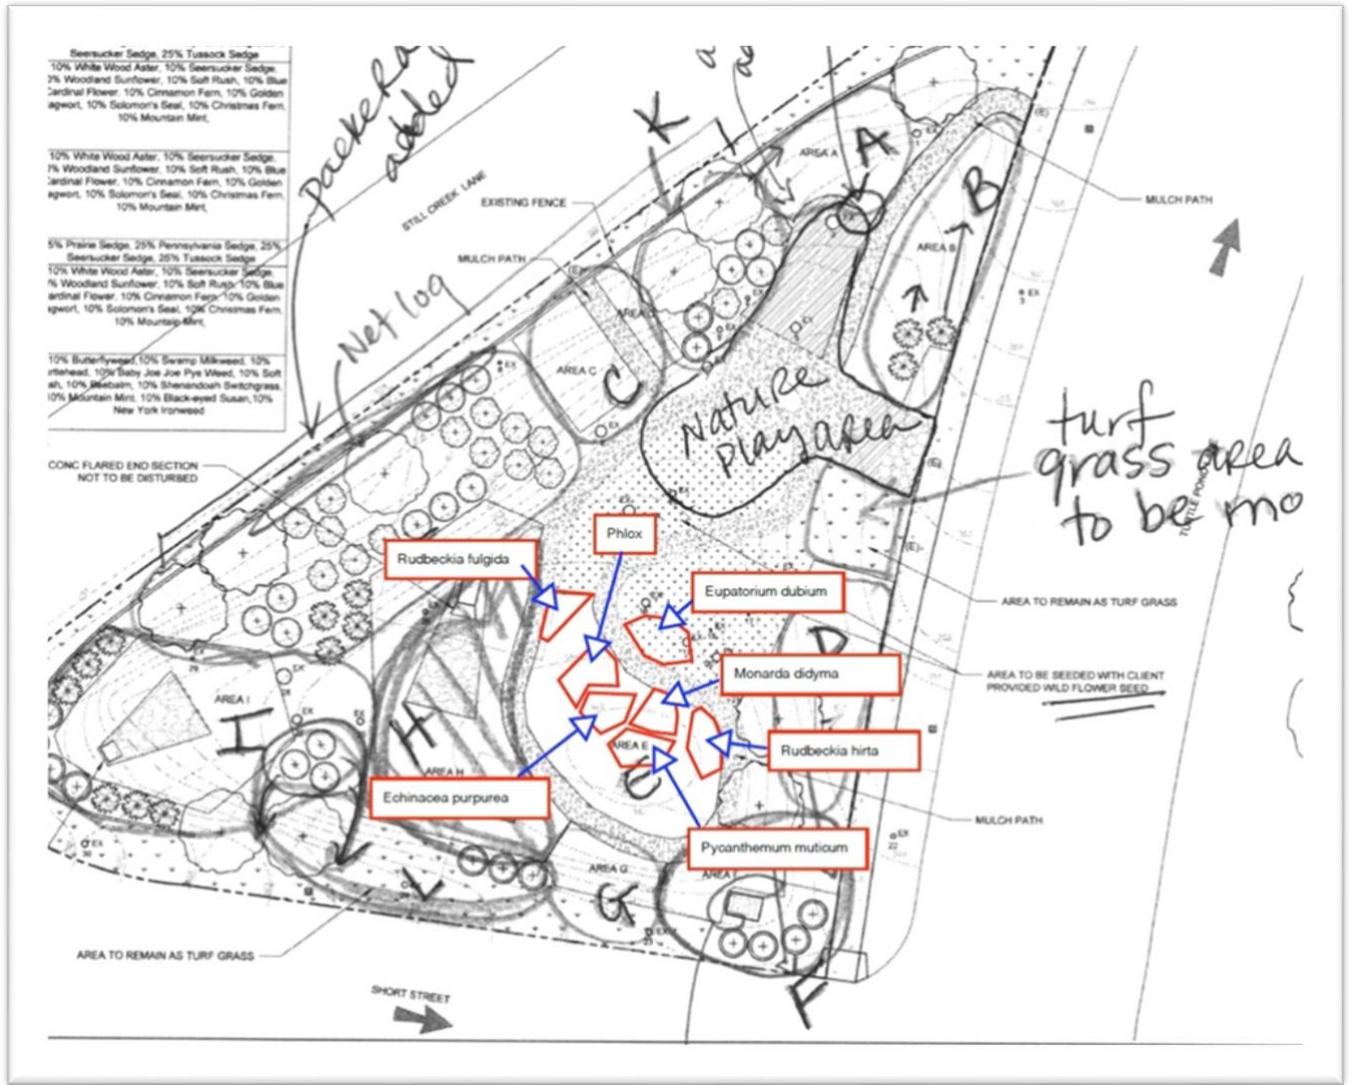 Seersucker Sedge, 25% Tussock Sedge
10% White Wood Aster, 10% Seersucker Sedge,
% Woodland Sunflower, 10% Soft Rush, 10% Blue
Cardinal Flower, 10% Cinnamon Fern, 10% Golden
agwort, 10% Solomon's Seal, 10% Christmas Fern,
10% Mountain Mint,
10% White Wood Aster, 10% Seersucker Sedge,
% Woodland Sunflower, 10% Soft Rush, 10% Blue
Cardinal Flower, 10% Cinnamon Fern, 10% Golden
agwort, 10% Solomon's Seal, 10% Christmas Fern,
10% Mountain Mint,
5% Prairie Sedge, 25% Pennsylvania Sedge, 25%
Seersucker Sedge, 25% Tussock Sedge
10% White Wood Aster, 10% Seersucker Sedge,
% Woodland Sunflower, 10% Soft Rush, 10% Blue
ardinal Flower, 10% Cinnamon Fern, 10% Golden
agwort, 10% Solomon's Seal, 10% Christmas Fern,
10% Mountain Mint,
10% Butterflyweed, 10% Swamp Milkweed, 10%
rtlehead, 10% Baby Joe Joe Pye Weed, 10% Soft
sh, 10% Beebalm, 10% Shenandoah Switchgrass,
10% Mountain Mint, 10% Black-eyed Susan, 10%
New York Ironweed
added
STILL CREEK LANE
EXISTING FENCE
MULCH PATH
Net log
K
AREA A
A
B
AREA B
MULCH PATH
AREA C
C
Nature
Play area
turf
grass area
to be mo
CONC FLARED END SECTION
NOT TO BE DISTURBED
Phlox
Rudbeckia fulgida
Eupatorium dubium
AREA TO REMAIN AS TURF GRASS
D
Monarda didyma
AREA TO BE SEEDED WITH CLIENT
PROVIDED WILD FLOWER SEED
AREA I
I
H
AREA H
AREA E
E
Rudbeckia hirta
Echinacea purpurea
MULCH PATH
Pycanthemum muticum
L
AREA G
G
F
AREA TO REMAIN AS TURF GRASS
SHORT STREET